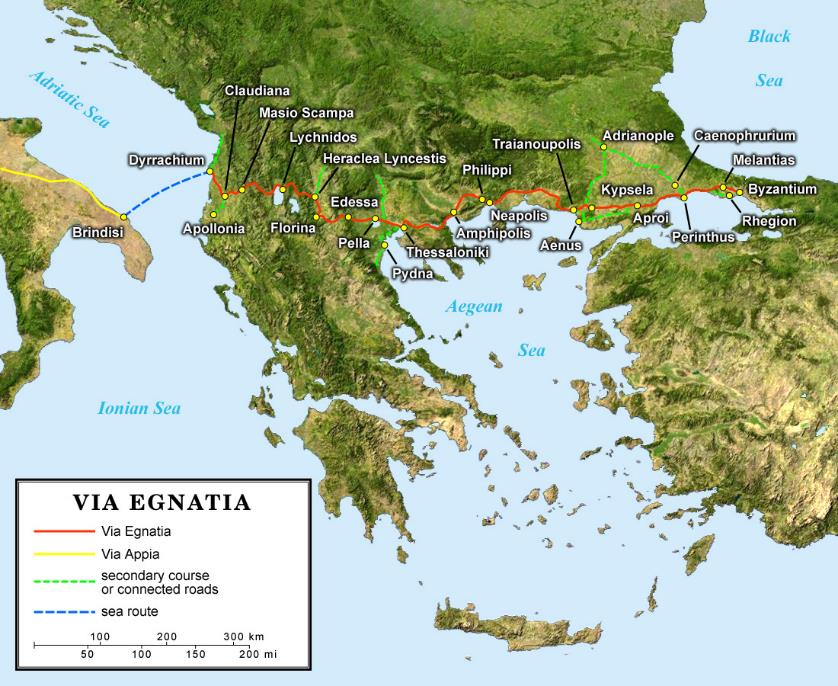 Black
Sea
Adriatic Sea
Claudiana
Masio Scampa
Lychnidos
Heraclea Lyncestis
Dyrrachium
Traianoupolis
Adrianople
Caenophrurium
Melantias
Philippi
Byzantium
Kypsela
Edessa
Neapolis
Aproi
Rhegion
Brindisi
Apollonia
Florina
Amphipolis
Perinthus
Pella
Thessaloniki
Aenus
Pydna
Aegean
Sea
Ionian Sea
VIA EGNATIA
Via Egnatia
Via Appia
secondary course
or connected roads
sea route
100 200 300 km
50 100 150 200 mi